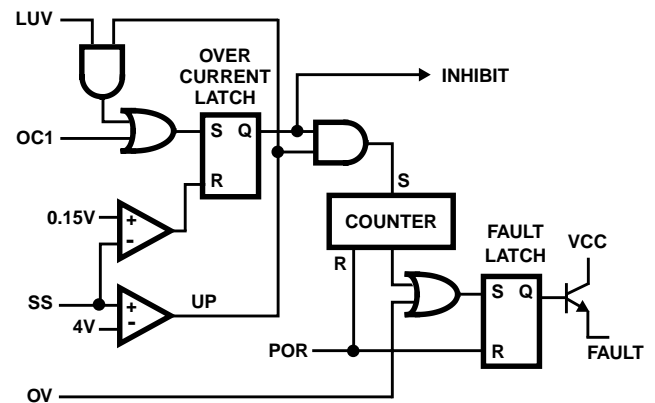 LUV
OVER
CURRENT
LATCH
INHIBIT
OC1
S Q
R
S
0.15V
+
-
COUNTER
FAULT
LATCH
VCC
R
SS
+
-
4V
UP
S Q
POR
R
FAULT
OV